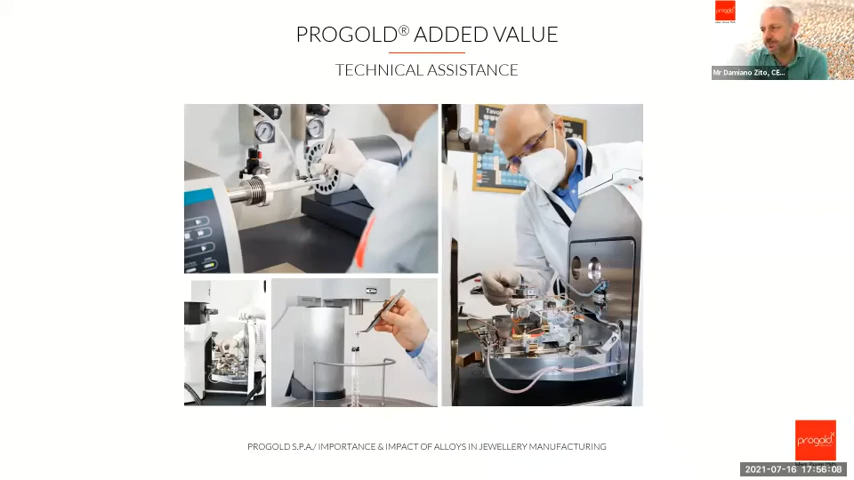 PROGOLD® ADDED VALUE
TECHNICAL ASSISTANCE
progold
Mr Damiano Zito, CE...
PROGOLD S.P.A./ IMPORTANCE & IMPACT OF ALLOYS IN JEWELLERY MANUFACTURING
progold
2021-07-16 17:56:08